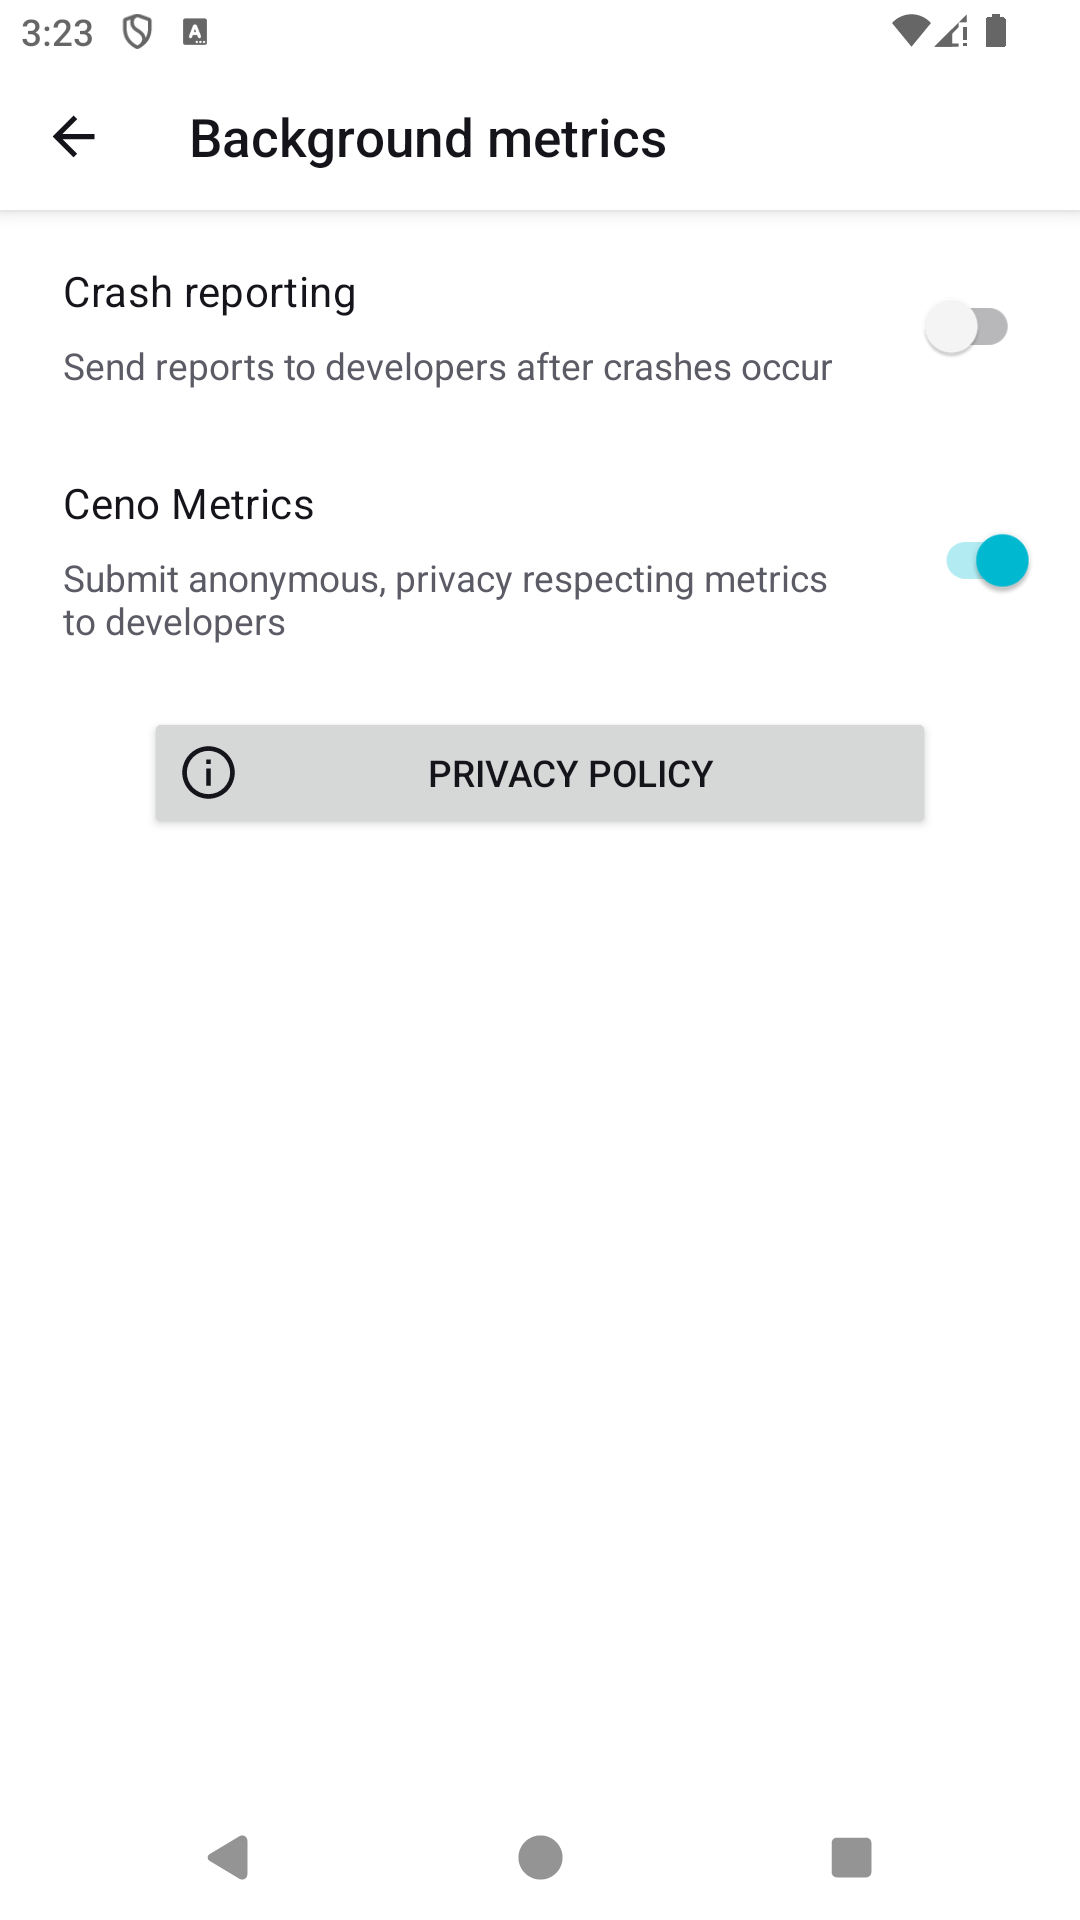 3:23
Background metrics
Crash reporting
Send reports to developers after crashes occur
Ceno Metrics
Submit anonymous, privacy respecting metrics
to developers
PRIVACY POLICY